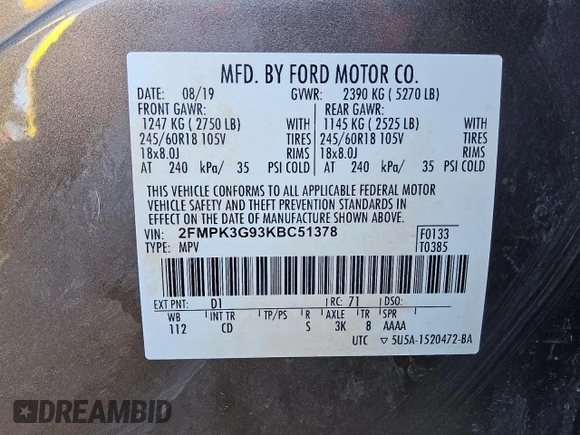 MFD. BY FORD MOTOR CO.
DATE: 08/19 GVWR: 2390 KG ( 5270 LB)
FRONT GAWR: REAR GAWR:
1247 KG ( 2750 LB) WITH 1145 KG ( 2525 LB) WITH
245/60R18 105V TIRES 245/60R18 105V TIRES
18x8.0J RIMS 18x8.0J RIMS
AT 240 kPa/ 35 PSI COLD AT 240 kPa/ 35 PSI COLD
THIS VEHICLE CONFORMS TO ALL APPLICABLE FEDERAL MOTOR
VEHICLE SAFETY AND THEFT PREVENTION STANDARDS IN
EFFECT ON THE DATE OF MANUFACTURE SHOWN ABOVE.
VIN: 2FMPK3G93KBC51378 F0133
TYPE: MPV T0385
EXT PNT: D1 RC: 71 DSO:
WB INT TR TP/PS R AXLE TR SPR
112 CD S 3K 8 AAAA
UTC 5U5A-1520472-BA
DREAMBID